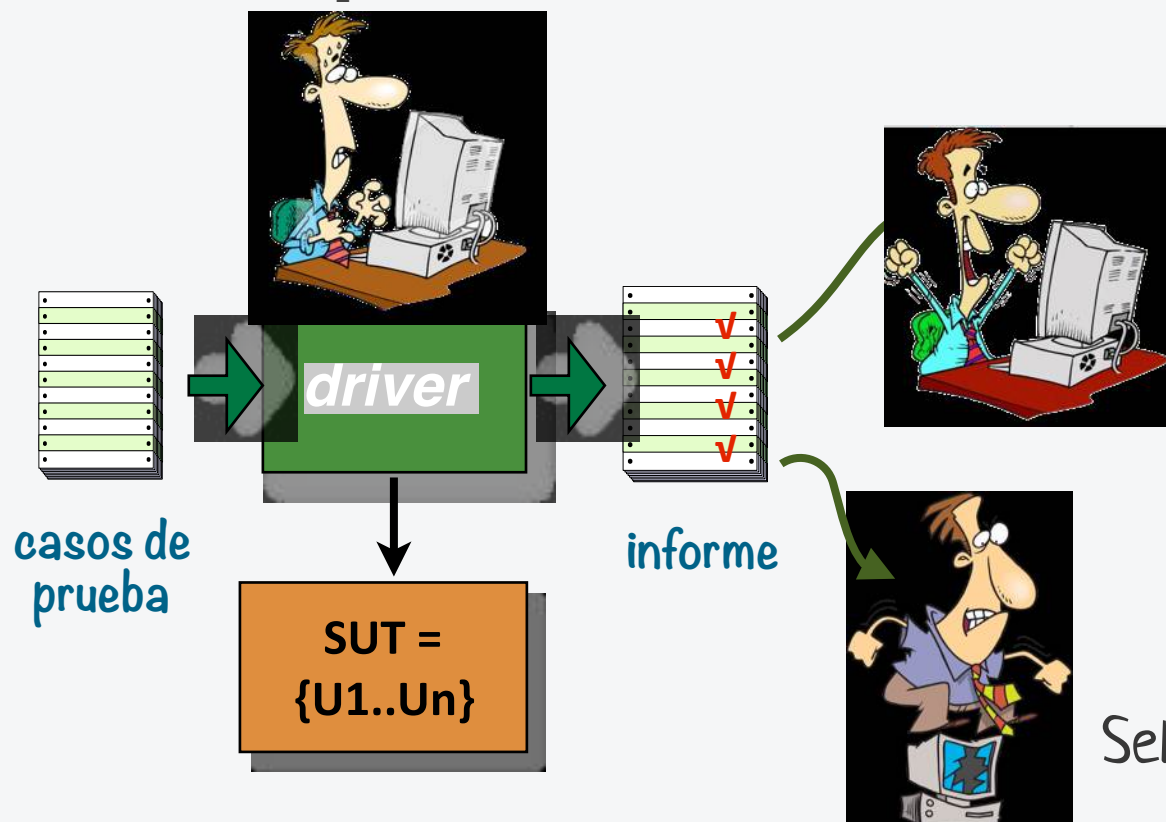 driver
√
√
√
√
casos de
prueba
informe
SUT =
{U1..Un}